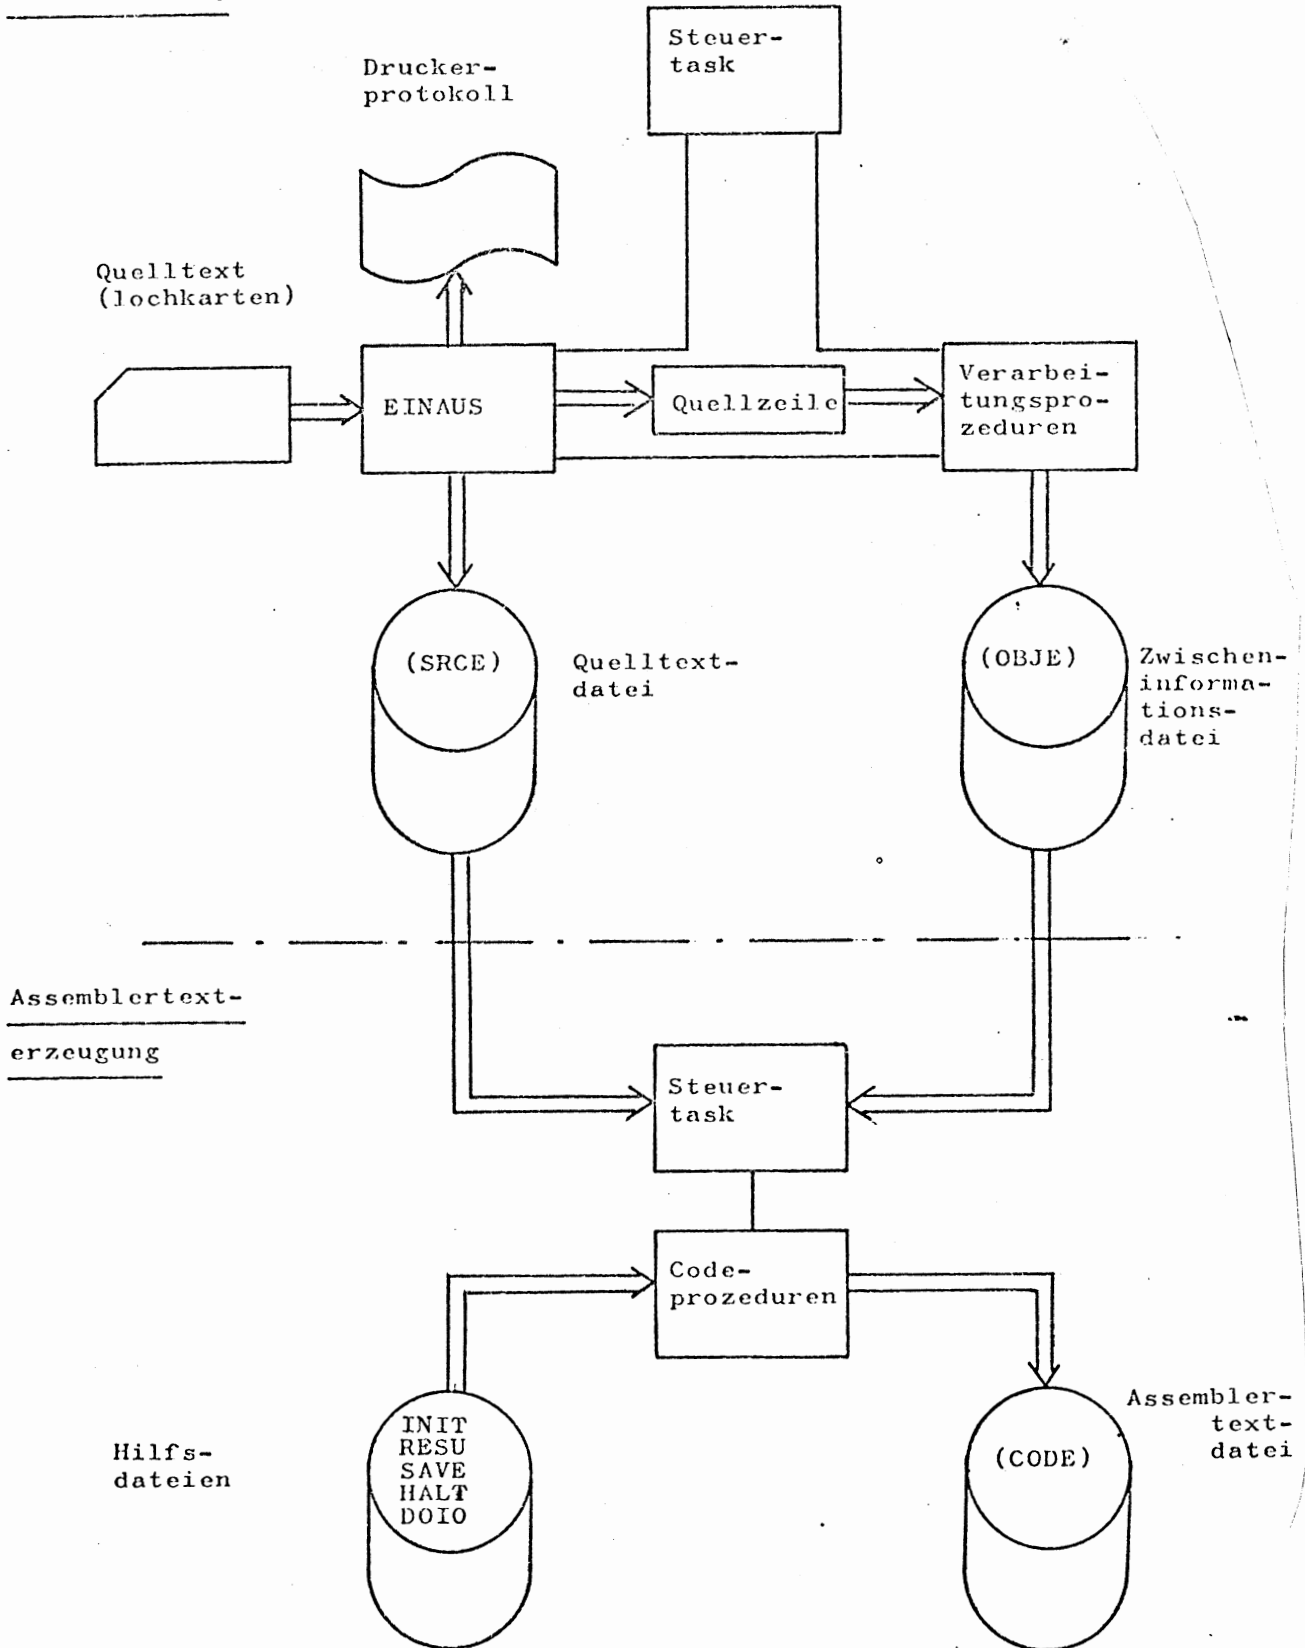 Steuer-
task
Drucker-
protokoll
Quelltext
(lochkarten)
EINAUS
Quellzeile
Verarbei-
tungspro-
zeduren
(SRCE)
Quelltext-
datei
(OBJE)
Zwischen-
informa-
tions-
datei
Assemblertext-
erzeugung
Steuer-
task
Code-
prozeduren
Hilfs-
dateien
INIT
RESU
SAVE
HALT
DOIO
(CODE)
Assembler-
text-
datei